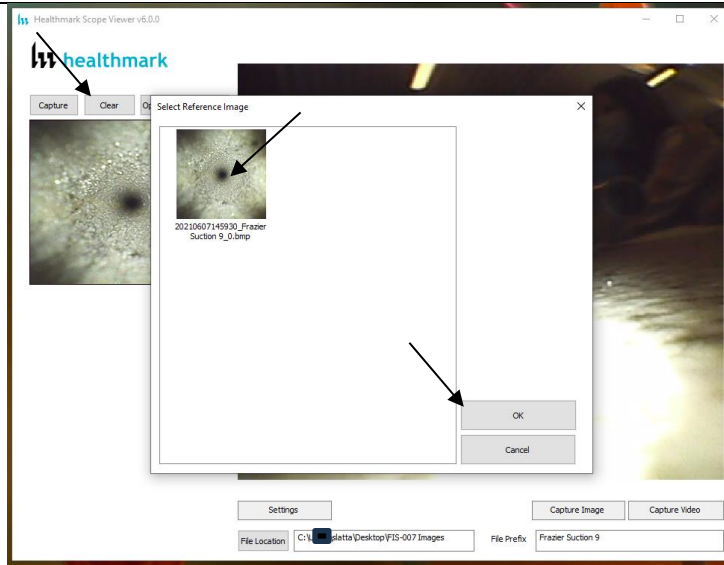 Healthmark Scope Viewer v6.0.0
healthmark
Capture
Clear
Select Reference Image
20210607145930_Frazier
Suction 9_0.bmp
OK
Cancel
Settings
Capture Image
Capture Video
File Location
slatta\Desktop\FIS-007 Images
File Prefix
Frazier Suction 9